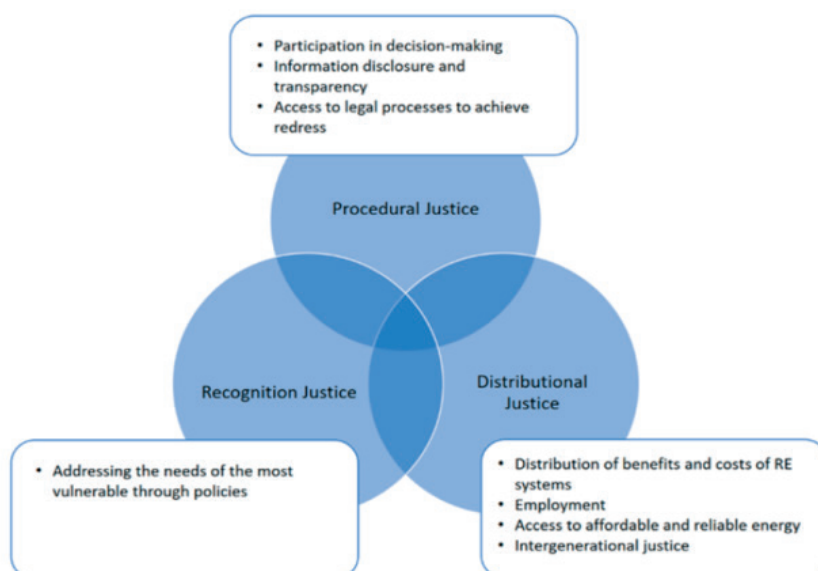 • Participation in decision-making
• Information disclosure and
transparency
• Access to legal processes to achieve
redress
Procedural Justice
Recognition Justice
Distributional
Justice
• Addressing the needs of the most
vulnerable through policies
• Distribution of benefits and costs of RE
systems
• Employment
• Access to affordable and reliable energy
• Intergenerational justice